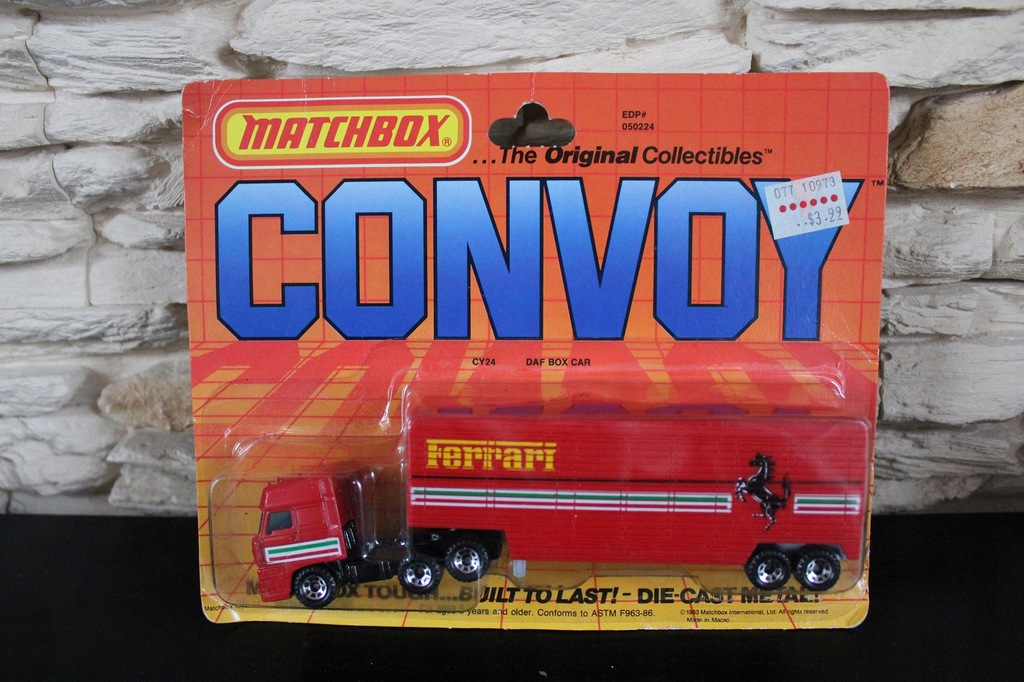 MATCHBOX®
EDP#
050224
...The Original Collectibles™
CONVOY™
077 10973
..$3.22
CY24 DAF BOX CAR
Ferrari
BUILT TO LAST! - DIE-CAST METAL!
years and older. Conforms to ASTM F963-86.
© 1983 Matchbox International, Ltd. All rights reserved.
Made in Macao
Matchbox